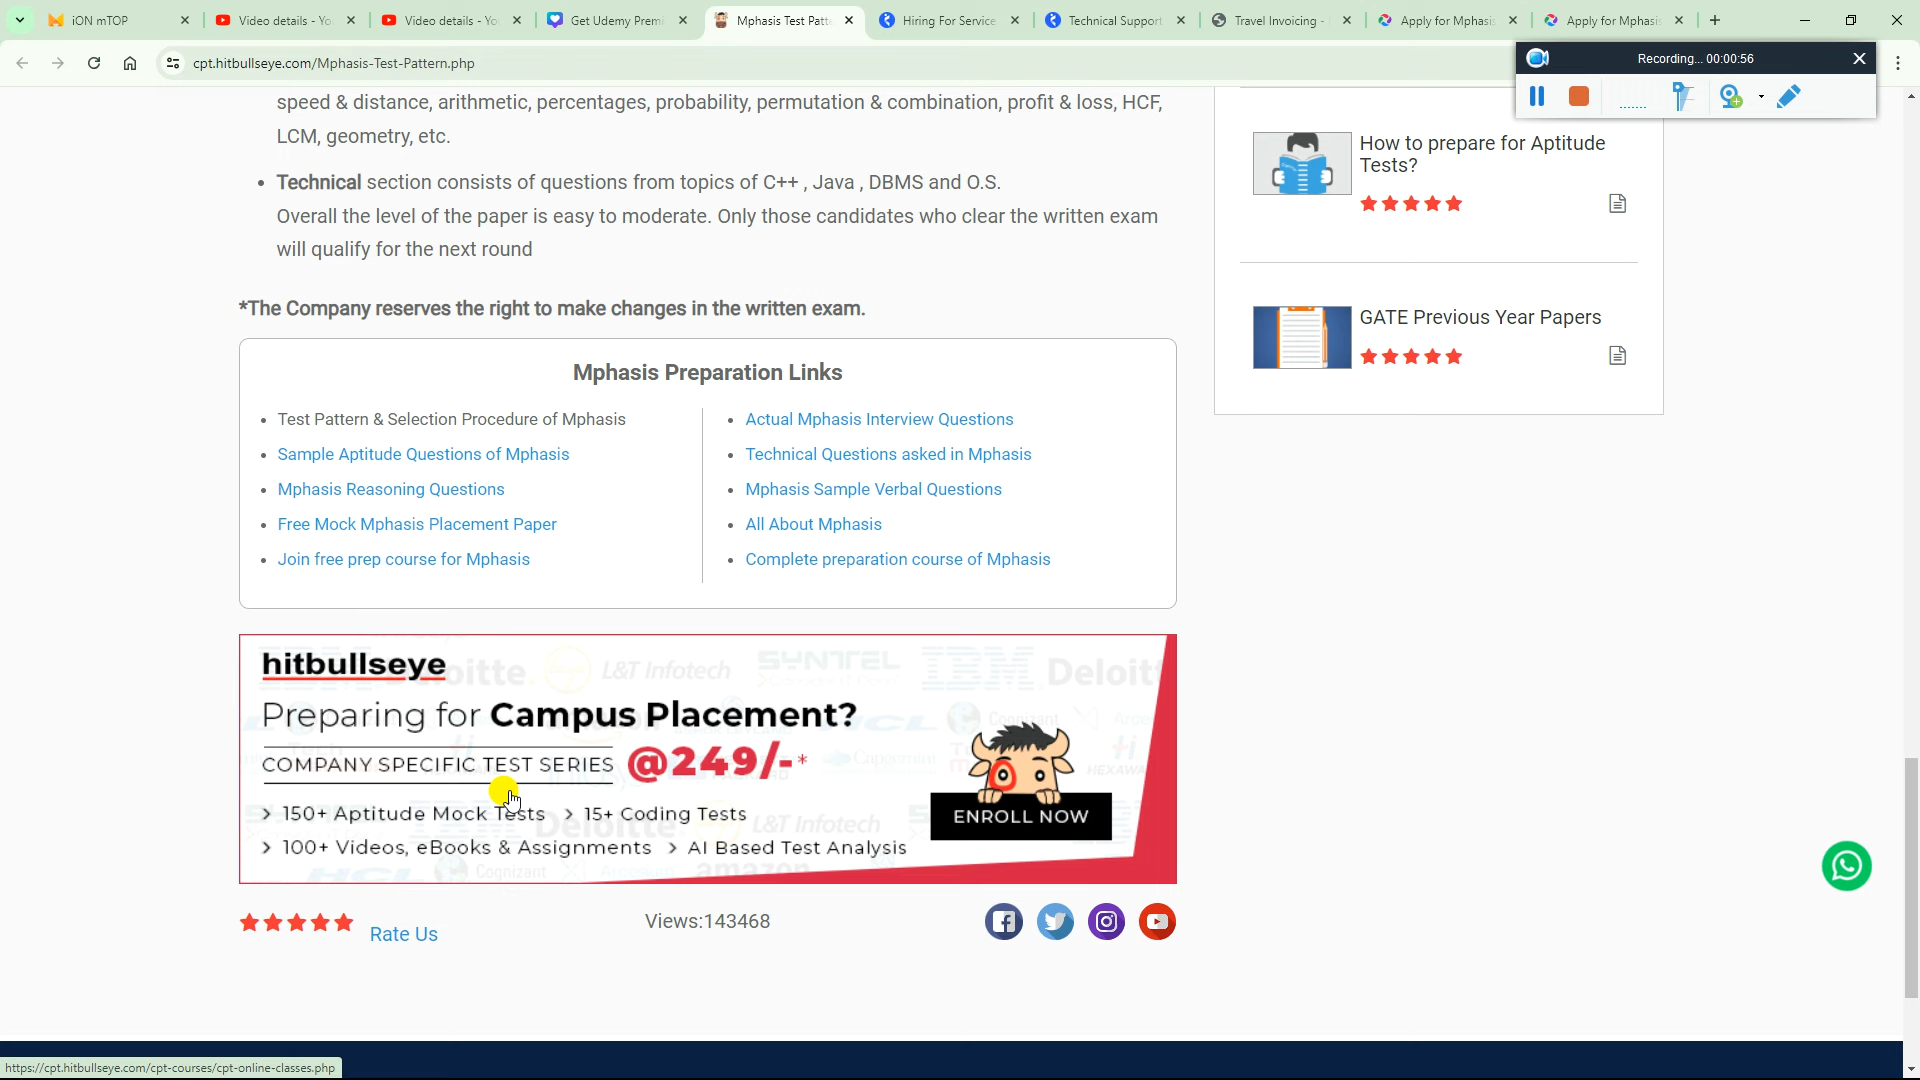 iON mTOP
Video details - Yo
Video details - Yo
Get Udemy Prem
Mphasis Test Patt
Hiring For Service
Technical Support
Travel Invoicing -
Apply for Mphas
Apply for Mphasi
cpt.hitbullseye.com/Mphasis-Test-Pattern.php
Recording... 00:00:56
speed & distance, arithmetic, percentages, probability, permutation & combination, profit & loss, HCF,
LCM, geometry, etc.
Technical section consists of questions from topics of C++ , Java , DBMS and O.S.
Overall the level of the paper is easy to moderate. Only those candidates who clear the written exam
will qualify for the next round
*The Company reserves the right to make changes in the written exam.
Mphasis Preparation Links
Test Pattern & Selection Procedure of Mphasis
Sample Aptitude Questions of Mphasis
Mphasis Reasoning Questions
Free Mock Mphasis Placement Paper
Join free prep course for Mphasis
Actual Mphasis Interview Questions
Technical Questions asked in Mphasis
Mphasis Sample Verbal Questions
All About Mphasis
Complete preparation course of Mphasis
How to prepare for Aptitude
Tests?
GATE Previous Year Papers
hitbullseye
Preparing for Campus Placement?
COMPANY SPECIFIC TEST SERIES @249/-*
> 150+ Aptitude Mock Tests > 15+ Coding Tests
> 100+ Videos, eBooks & Assignments > AI Based Test Analysis
ENROLL NOW
Rate Us
Views:143468
https://cpt.hitbullseye.com/cpt-courses/cpt-online-classes.php